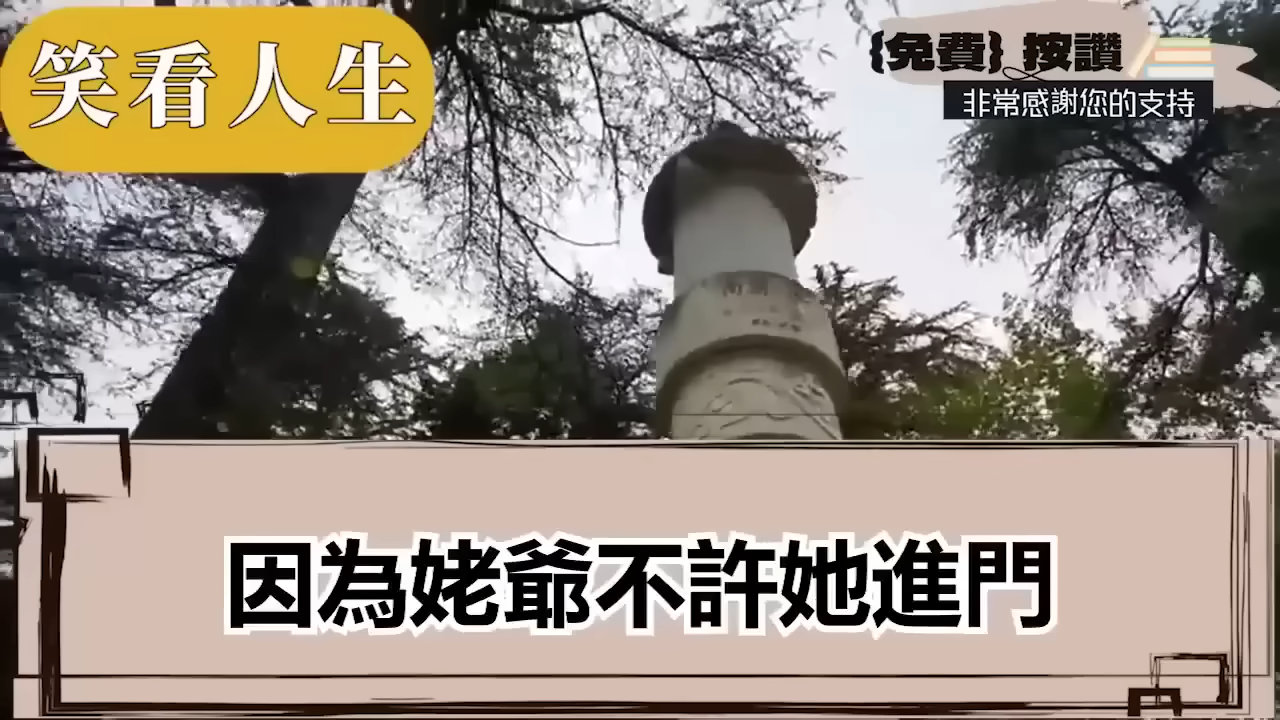 笑看人生
{免費} 按讚
非常感謝您的支持
因為姥爺不許她進門